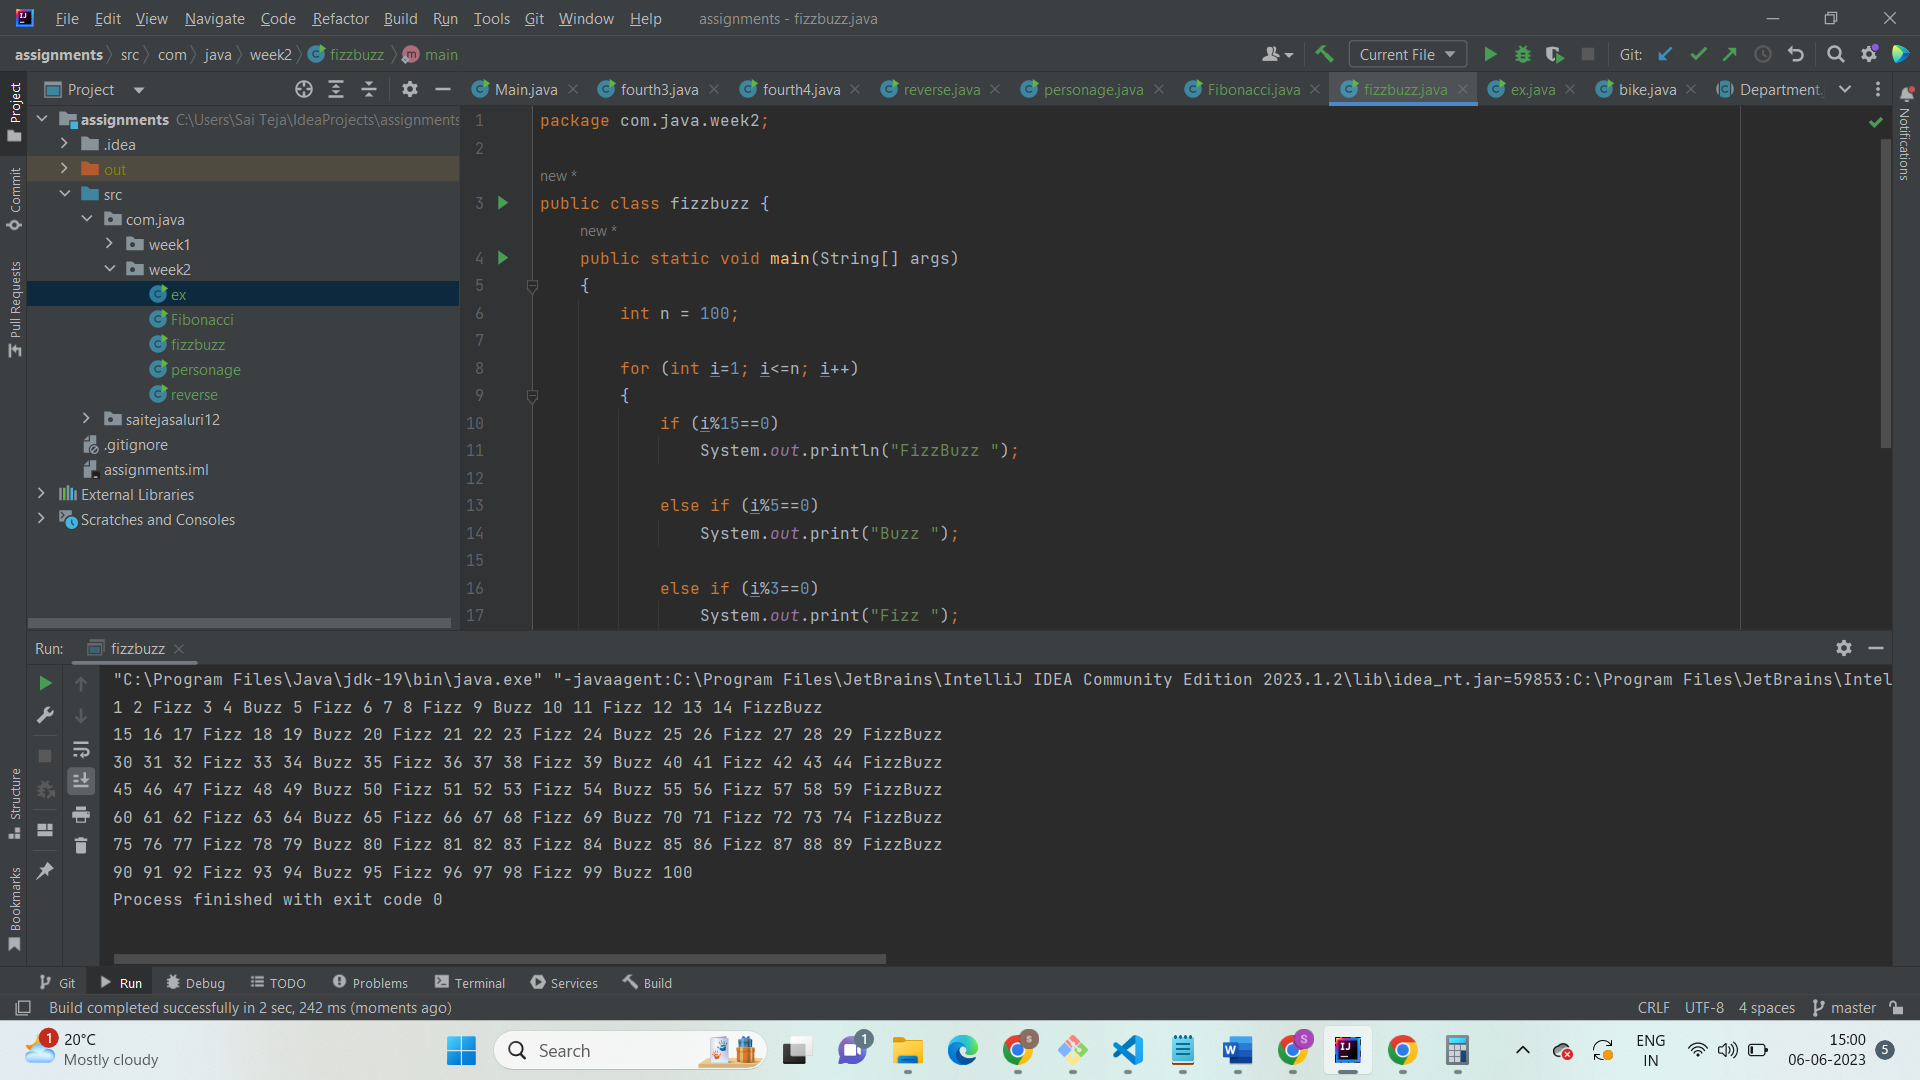 File Edit View Navigate Code Refactor Build Run Tools Git Window Help assignments - fizzbuzz.java
assignments src com java week2 fizzbuzz m main Current File Git:
Project
Main.java fourth3.java fourth4.java reverse.java personage.java Fibonacci.java fizzbuzz.java ex.java bike.java Department.
Project
Commit
Pull Requests
Structure
Bookmarks
Notifications
assignments C:\Users\Sai Teja\IdeaProjects\assignments
.idea
out
src
com.java
week1
week2
ex
Fibonacci
fizzbuzz
personage
reverse
saitejasaluri12
.gitignore
assignments.iml
External Libraries
Scratches and Consoles
1 package com.java.week2;
2
new *
3 public class fizzbuzz {
new *
4 public static void main(String[] args)
5 {
6 int n = 100;
7
8 for (int i=1; i<=n; i++)
9 {
10 if (i%15==0)
11 System.out.println("FizzBuzz ");
12
13 else if (i%5==0)
14 System.out.print("Buzz ");
15
16 else if (i%3==0)
17 System.out.print("Fizz ");
Run: fizzbuzz
"C:\Program Files\Java\jdk-19\bin\java.exe" "-javaagent:C:\Program Files\JetBrains\IntelliJ IDEA Community Edition 2023.1.2\lib\idea_rt.jar=59853:C:\Program Files\JetBrains\Intel
1 2 Fizz 3 4 Buzz 5 Fizz 6 7 8 Fizz 9 Buzz 10 11 Fizz 12 13 14 FizzBuzz
15 16 17 Fizz 18 19 Buzz 20 Fizz 21 22 23 Fizz 24 Buzz 25 26 Fizz 27 28 29 FizzBuzz
30 31 32 Fizz 33 34 Buzz 35 Fizz 36 37 38 Fizz 39 Buzz 40 41 Fizz 42 43 44 FizzBuzz
45 46 47 Fizz 48 49 Buzz 50 Fizz 51 52 53 Fizz 54 Buzz 55 56 Fizz 57 58 59 FizzBuzz
60 61 62 Fizz 63 64 Buzz 65 Fizz 66 67 68 Fizz 69 Buzz 70 71 Fizz 72 73 74 FizzBuzz
75 76 77 Fizz 78 79 Buzz 80 Fizz 81 82 83 Fizz 84 Buzz 85 86 Fizz 87 88 89 FizzBuzz
90 91 92 Fizz 93 94 Buzz 95 Fizz 96 97 98 Fizz 99 Buzz 100
Process finished with exit code 0
Git Run Debug TODO Problems Terminal Services Build
Build completed successfully in 2 sec, 242 ms (moments ago) CRLF UTF-8 4 spaces master
1 20°C
Mostly cloudy
Search
1
ENG
IN
15:00
06-06-2023
5